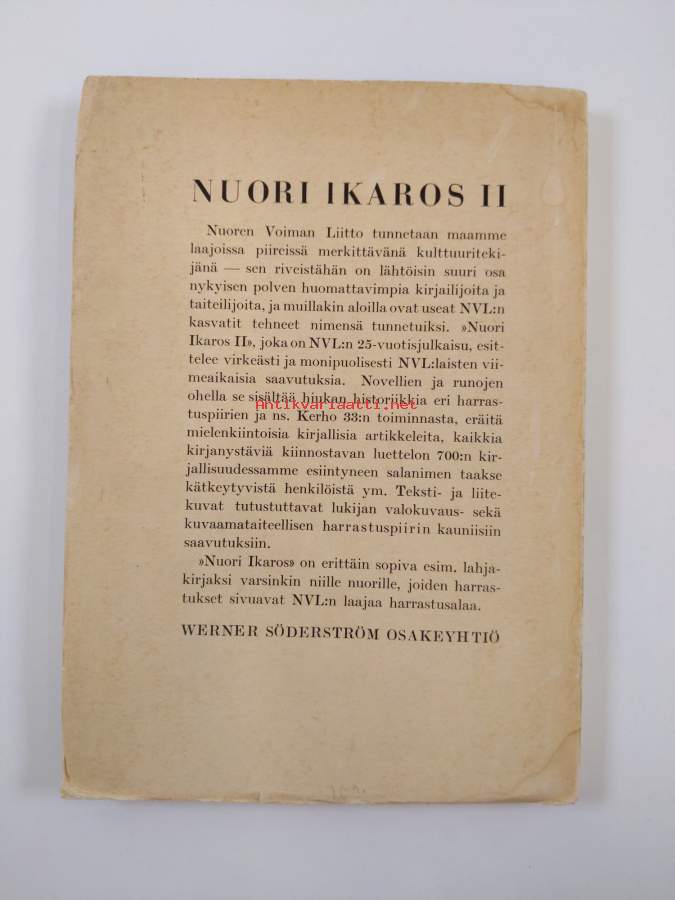 NUORI IKAROS II
Nuoren Voiman Liitto tunnetaan maamme
laajoissa piireissä merkittävänä kulttuuriteki-
jänä — sen riveistähän on lähtöisin suuri osa
nykyisen polven huomattavimpia kirjailijoita ja
taiteilijoita, ja muillakin aloilla ovat useat NVL:n
kasvatit tehneet nimensä tunnetuiksi. »Nuori
Ikaros II», joka on NVL:n 25-vuotisjulkaisu, esit-
telee virkeästi ja monipuolisesti NVL:laisten vii-
meaikaisia saavutuksia. Novellien ja runojen
ohella se sisältää hiukan historiikkia eri harras-
Antikvariaatti.net
tuspiirien ja ns. Kerho 33:n toiminnasta, eräitä
mielenkiintoisia kirjallisia artikkeleita, kaikkia
kirjanystäviä kiinnostavan luettelon 700:n kir-
jallisuudessamme esiintyneen salanimen taakse
kätkeytyvistä henkilöistä ym. Teksti- ja liite-
kuvat tutustuttavat lukijan valokuvaus- sekä
kuvaamataiteellisen harrastuspiirin kauniisiin
saavutuksiin.
»Nuori Ikaros» on erittäin sopiva esim. lahja-
kirjaksi varsinkin niille nuorille, joiden harras-
tukset sivuavat NVL:n laajaa harrastusalaa.
WERNER SÖDERSTRÖM OSAKEYHTIÖ